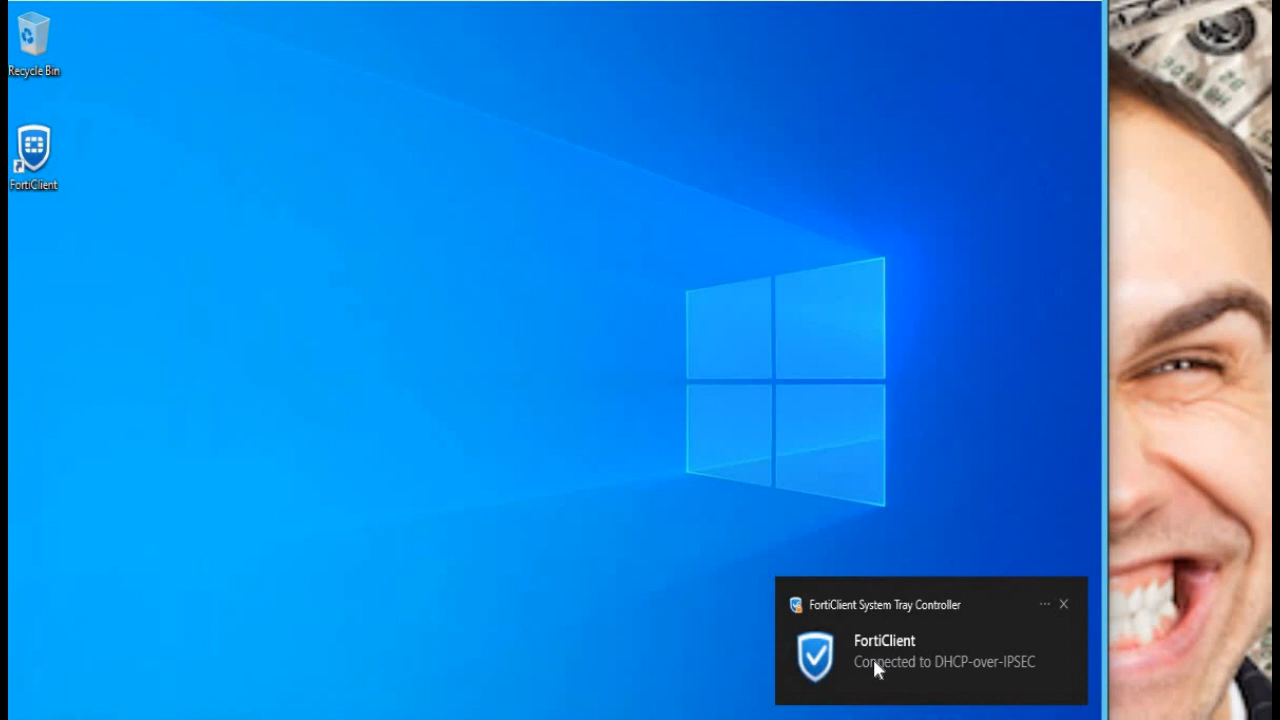 Recycle Bin
FortiClient
FortiClient System Tray Controller
FortiClient
Connected to DHCP-over-IPSEC